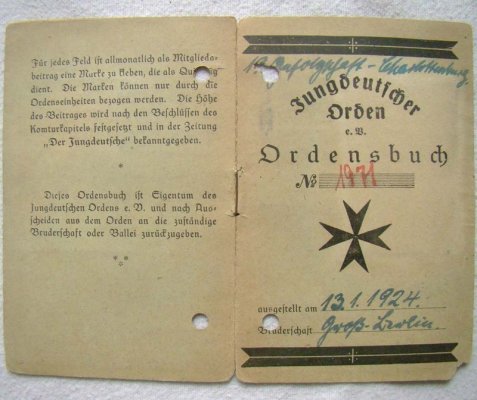 Für jedes Feld ist allmonatlich als Mitglieds-
beitrag eine Marke zu kleben, die als Quittung
dient. Die Marken können nur durch die
Ordenseinheiten bezogen werden. Die Höhe
des Beitrages wird nach den Beschlüssen des
Komturkapitels festgesetzt und in der Zeitung
„Der Jungdeutsche" bekanntgegeben.
Dieses Ordensbuch ist Eigentum des
Jungdeutschen Ordens e. V. und nach Aus-
scheiden aus dem Orden an die zuständige
Bruderschaft oder Ballei zurückzugeben.
Gefolgschaft - Charlottenburg
Jungdeutscher
Orden
e. V.
Ordensbuch
№ 1971
ausgestellt am 13.1.1924.
Bruderschaft Groß-Berlin.